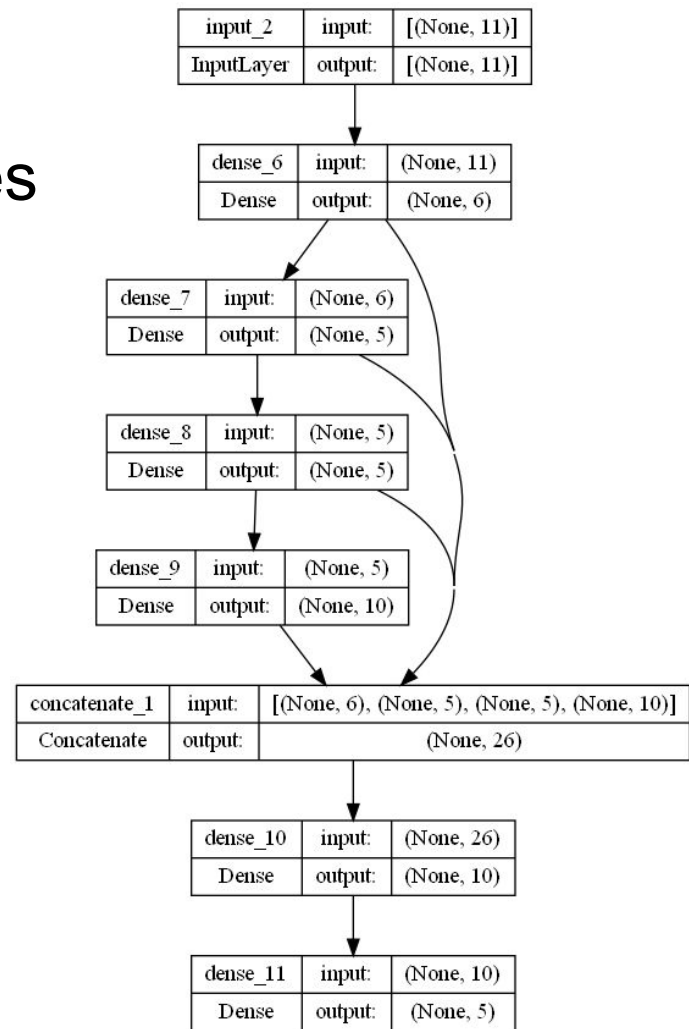 input_2 input: [(None, 11)]
InputLayer output: [(None, 11)]
es
dense_6 input: (None, 11)
Dense output: (None, 6)
dense_7 input: (None, 6)
Dense output: (None, 5)
dense_8 input: (None, 5)
Dense output: (None, 5)
dense_9 input: (None, 5)
Dense output: (None, 10)
concatenate_1 input: [(None, 6), (None, 5), (None, 5), (None, 10)]
Concatenate output: (None, 26)
dense_10 input: (None, 26)
Dense output: (None, 10)
dense_11 input: (None, 10)
Dense output: (None, 5)